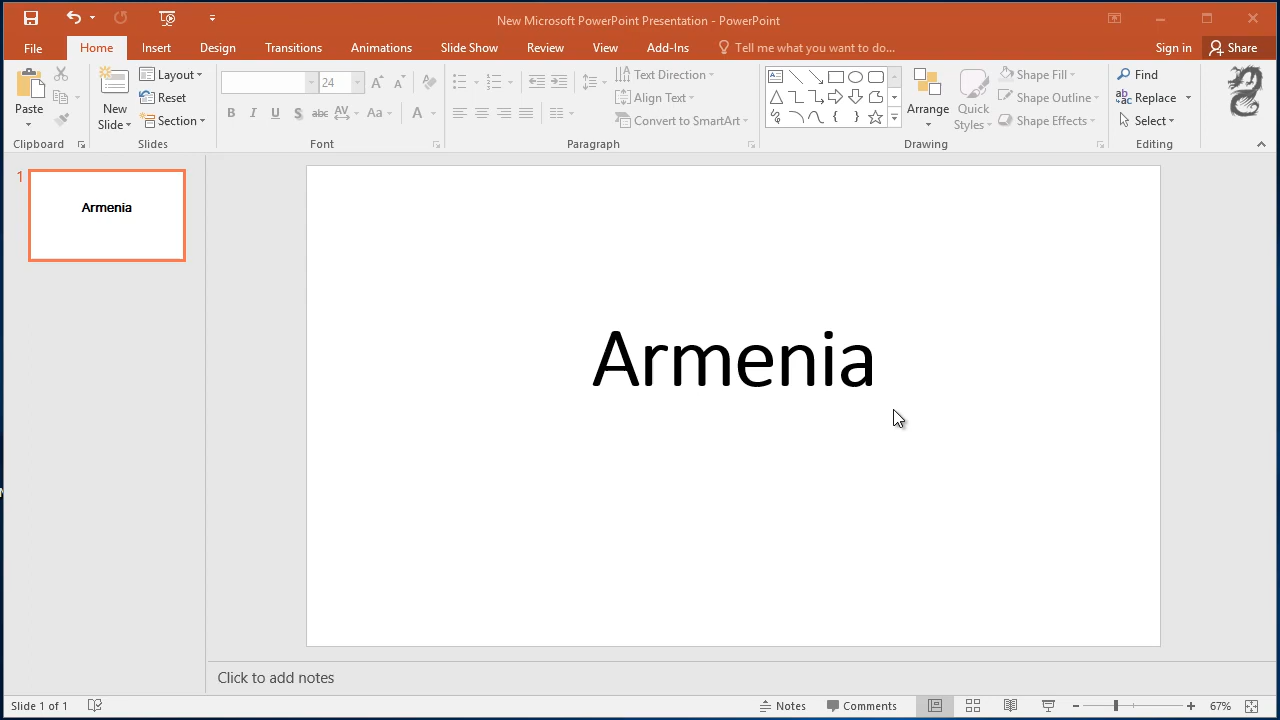 New Microsoft PowerPoint Presentation - PowerPoint
File Home Insert Design Transitions Animations Slide Show Review View Add-Ins Tell me what you want to do... Sign in Share
Paste
Clipboard
New Slide
Layout
Reset
Section
Slides
24
B I U S abc AV Aa A
Font
Text Direction
Align Text
Convert to SmartArt
Paragraph
Arrange
Quick Styles
Shape Fill
Shape Outline
Shape Effects
Drawing
Find
Replace
Select
Editing
1
Armenia
Armenia
Click to add notes
Slide 1 of 1 Notes Comments 67%